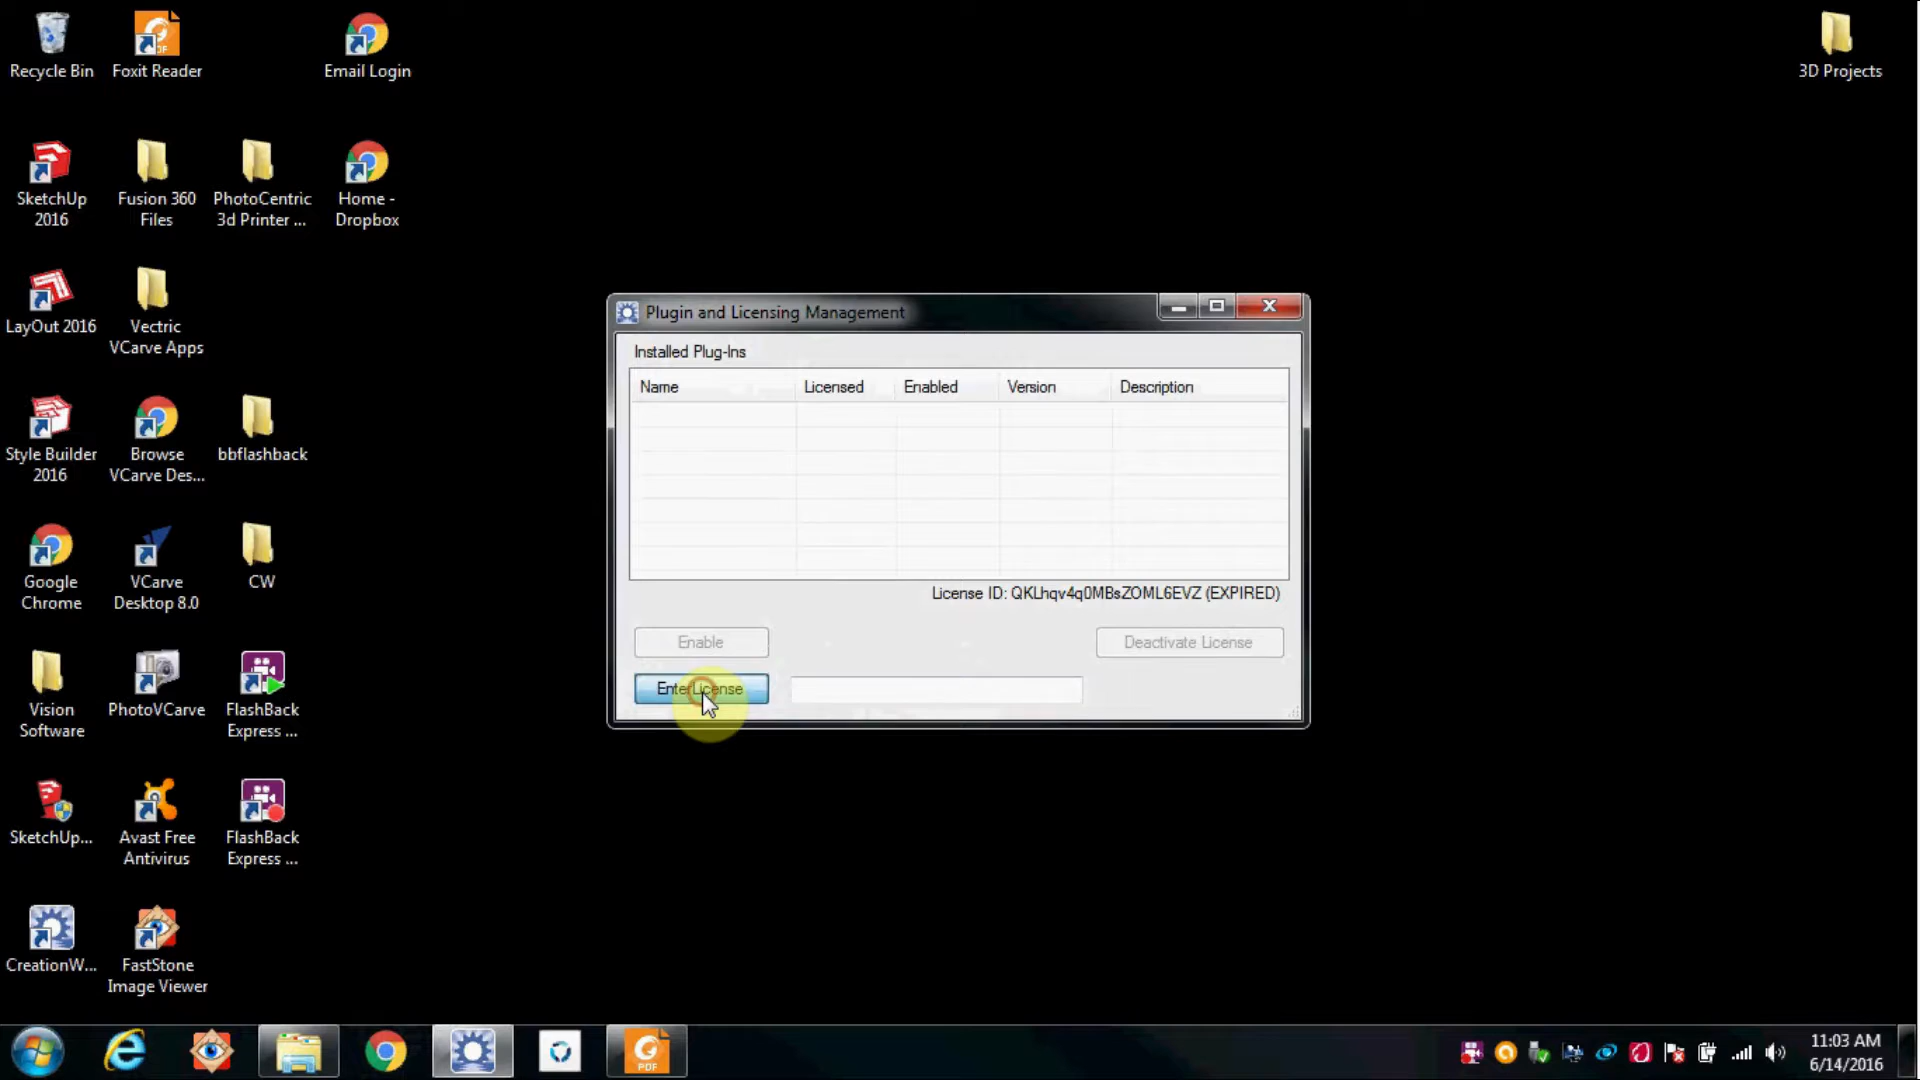 Recycle Bin
Foxit Reader
Email Login
3D Projects
SketchUp
2016
Fusion 360
Files
PhotoCentric
3d Printer ...
Home -
Dropbox
LayOut 2016
Vectric
VCarve Apps
Style Builder
2016
Browse
VCarve Des...
bbflashback
Google
Chrome
VCarve
Desktop 8.0
CW
Vision
Software
PhotoVCarve
FlashBack
Express ...
SketchUp...
Avast Free
Antivirus
FlashBack
Express ...
CreationW...
FastStone
Image Viewer
Plugin and Licensing Management
Installed Plug-Ins
Name Licensed Enabled Version Description
License ID: QKLhqv4q0MBsZOML6EVZ (EXPIRED)
Enable
Deactivate License
EnterLicense
PDF
11:03 AM
6/14/2016